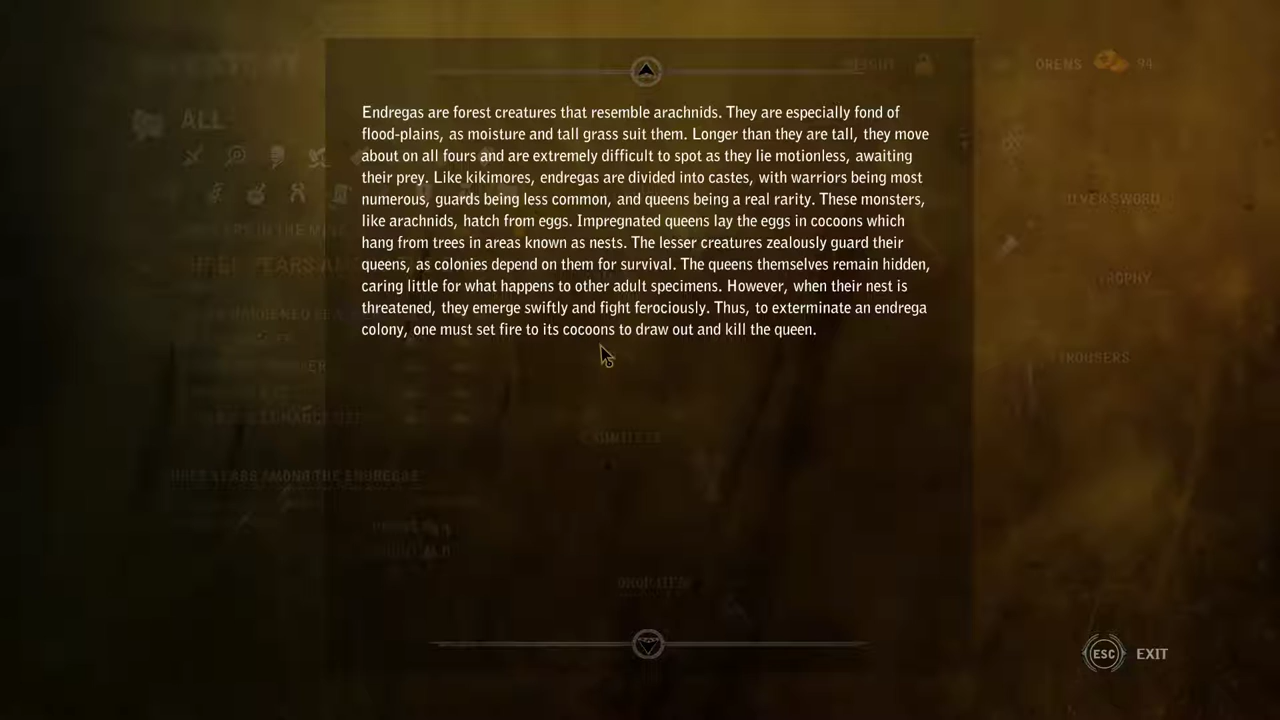 ORENS 94
ALL
Endregas are forest creatures that resemble arachnids. They are especially fond of
flood-plains, as moisture and tall grass suit them. Longer than they are tall, they move
about on all fours and are extremely difficult to spot as they lie motionless, awaiting
their prey. Like kikimores, endregas are divided into castes, with warriors being most
numerous, guards being less common, and queens being a real rarity. These monsters,
like arachnids, hatch from eggs. Impregnated queens lay the eggs in cocoons which
hang from trees in areas known as nests. The lesser creatures zealously guard their
queens, as colonies depend on them for survival. The queens themselves remain hidden,
caring little for what happens to other adult specimens. However, when their nest is
threatened, they emerge swiftly and fight ferociously. Thus, to exterminate an endrega
colony, one must set fire to its cocoons to draw out and kill the queen.
SILVER SWORD
TROPHY
TROUSERS
ESC EXIT